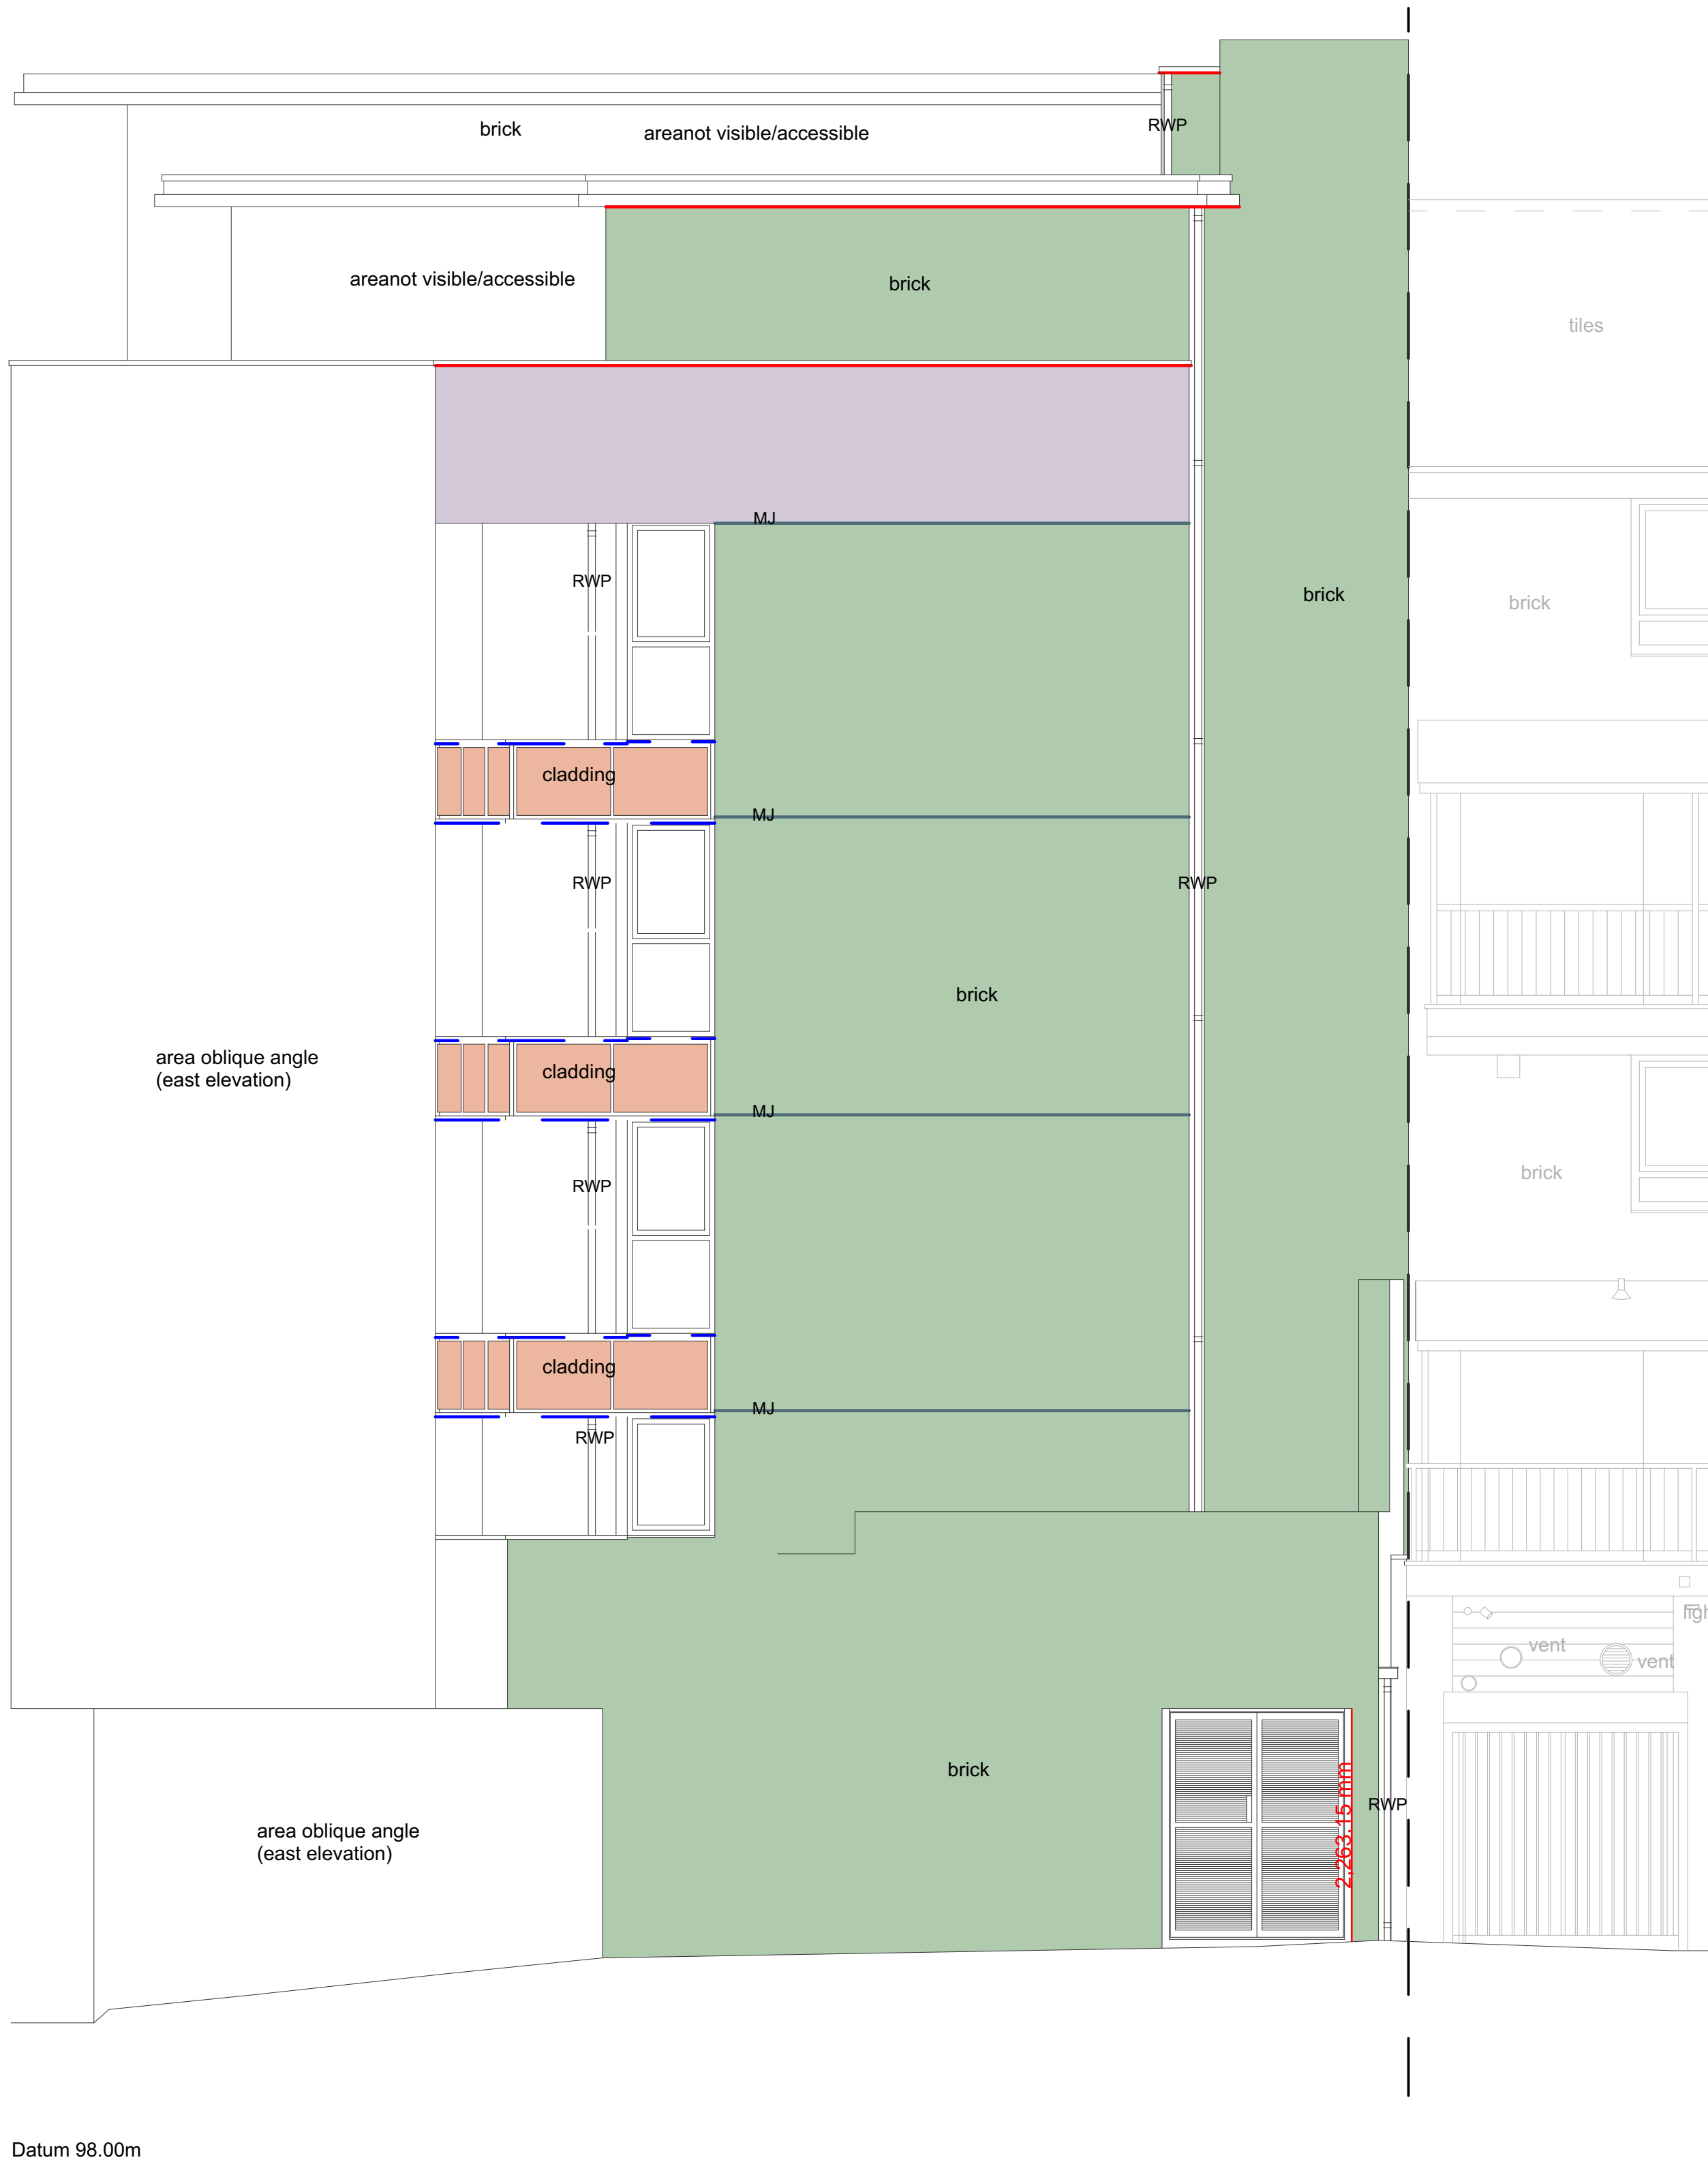 brick
areanot visible/accessible
RWP
areanot visible/accessible
brick
tiles
MJ
RWP
brick
brick
cladding
MJ
RWP
RWP
brick
area oblique angle
(east elevation)
cladding
MJ
brick
RWP
cladding
MJ
RWP
vent
vent
brick
2,263.15 mm
RWP
area oblique angle
(east elevation)
Datum 98.00m